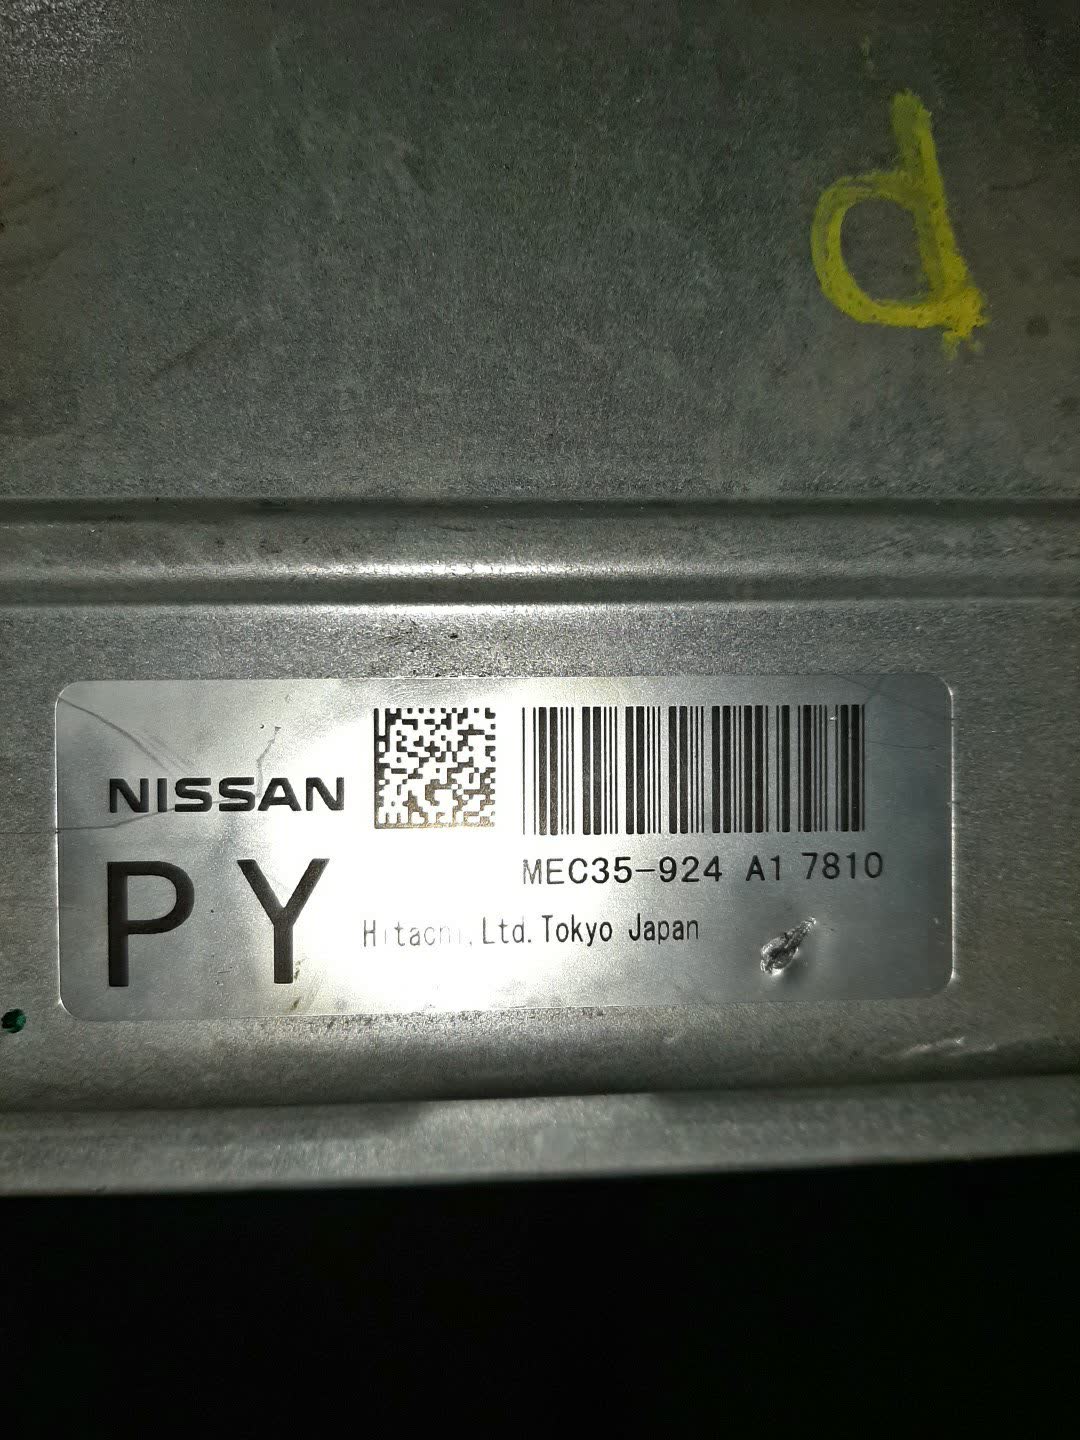 d
NISSAN
PY
MEC35-924 A1 7810
Hitachi,Ltd.Tokyo Japan